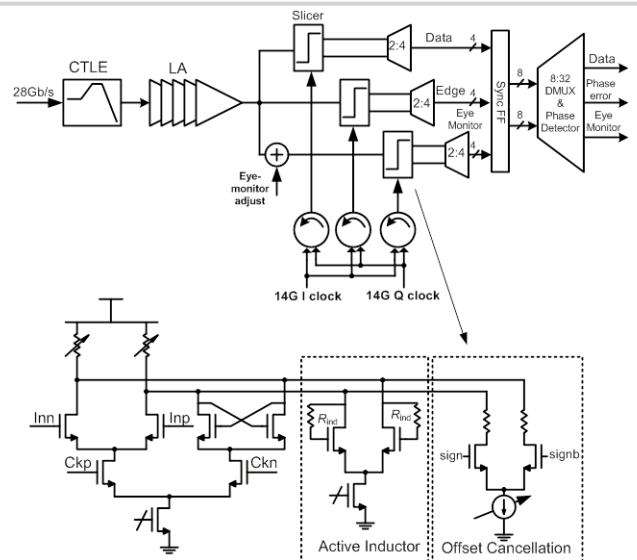 Slicer
2:4
Data
4
CTLE
LA
28Gb/s
2:4
Edge
4
Eye
Monitor
2:4
4
Sync FF
8
8
8:32
DMUX
&
Phase
Detector
Data
Phase
error
Eye
Monitor
Eye-
monitor
adjust
14G I clock
14G Q clock
Inn
Inp
Ckp
Ckn
Rind
Rind
Active Inductor
sign
signb
Offset Cancellation